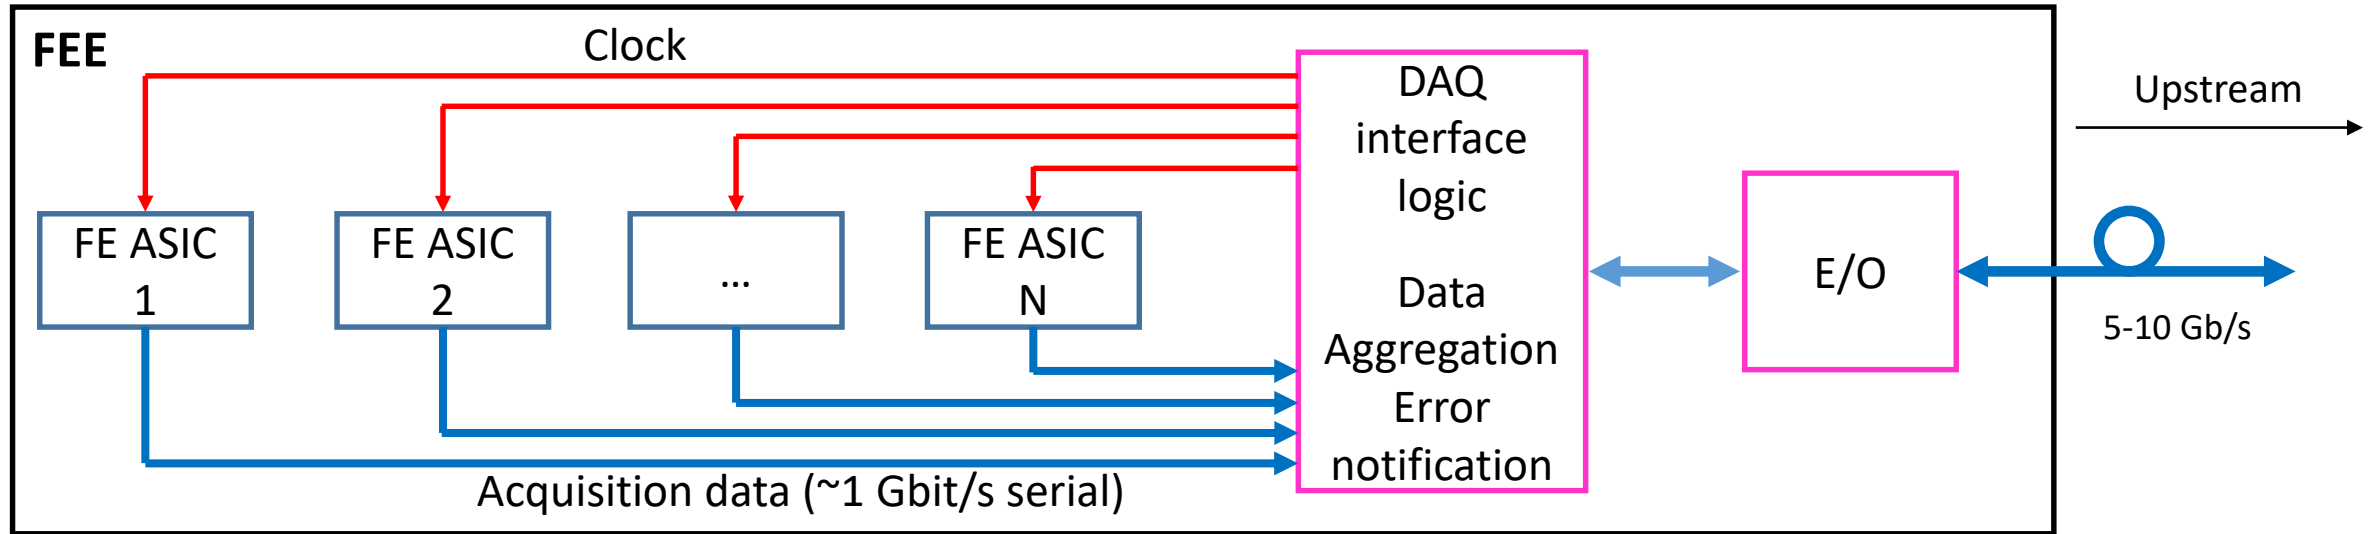 FEE
Clock
FE ASIC
1
FE ASIC
2
...
FE ASIC
N
DAQ
interface
logic
Data
Aggregation
Error
notification
Acquisition data (~1 Gbit/s serial)
E/O
Upstream
5-10 Gb/s